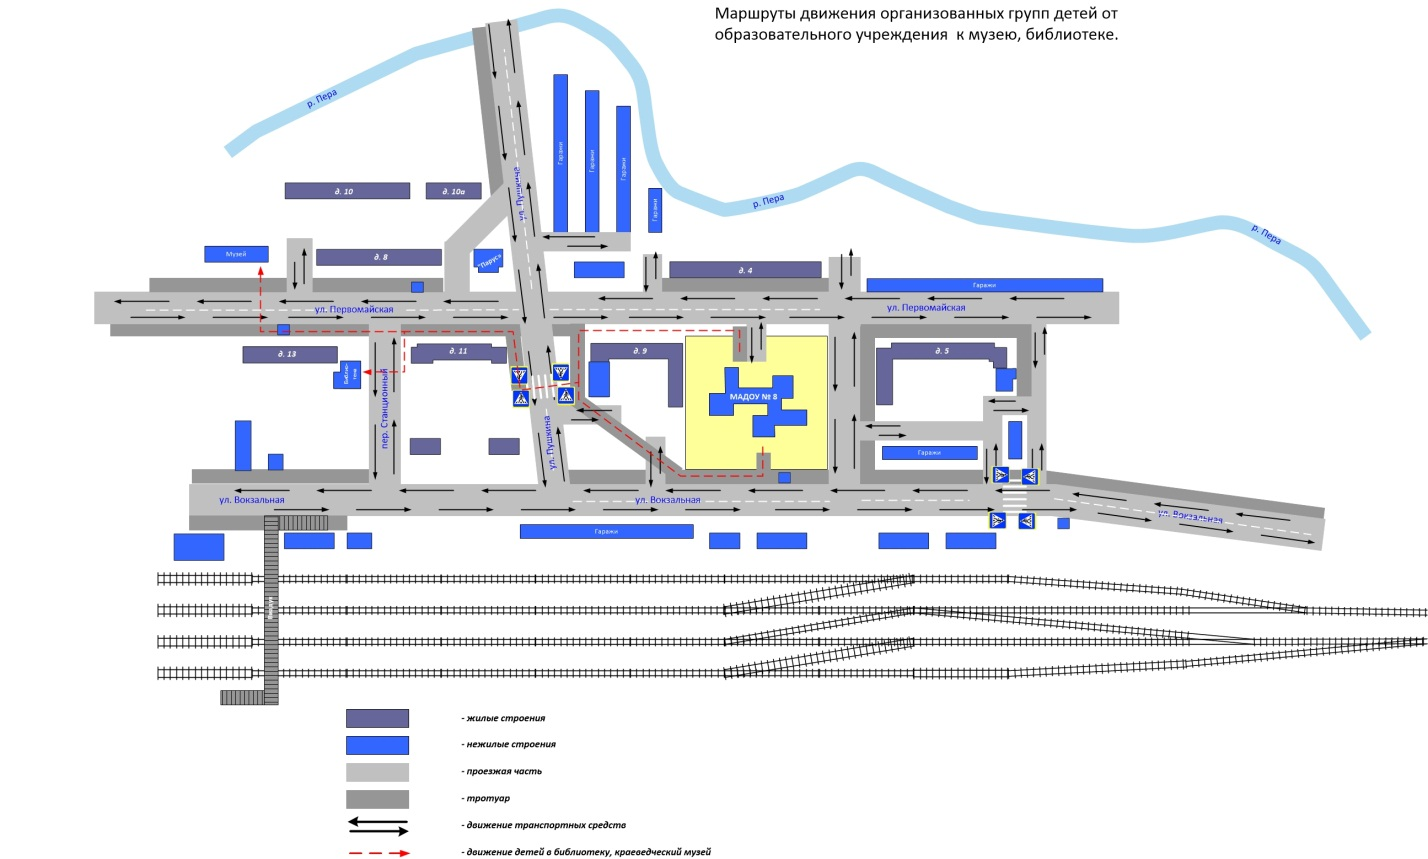 Маршруты движения организованных групп детей от
образовательного учреждения к музею, библиотеке.
р. Пера
р. Пера
р. Пера
Гаражи
Гаражи
Гаражи
Гаражи
ул. Пушкина
д. 10
д. 10а
Музей
д. 8
"Парус"
д. 4
Гаражи
ул. Первомайская
ул. Первомайская
д. 13
Библио-
тека
пер. Станционный
д. 11
д. 9
МАДОУ № 8
д. 5
ул. Пушкина
Гаражи
ул. Вокзальная
ул. Вокзальная
ул. Вокзальная
Гаражи
- жилые строения
- нежилые строения
- проезжая часть
- тротуар
- движение транспортных средств
- движение детей в библиотеку, краеведческий музей